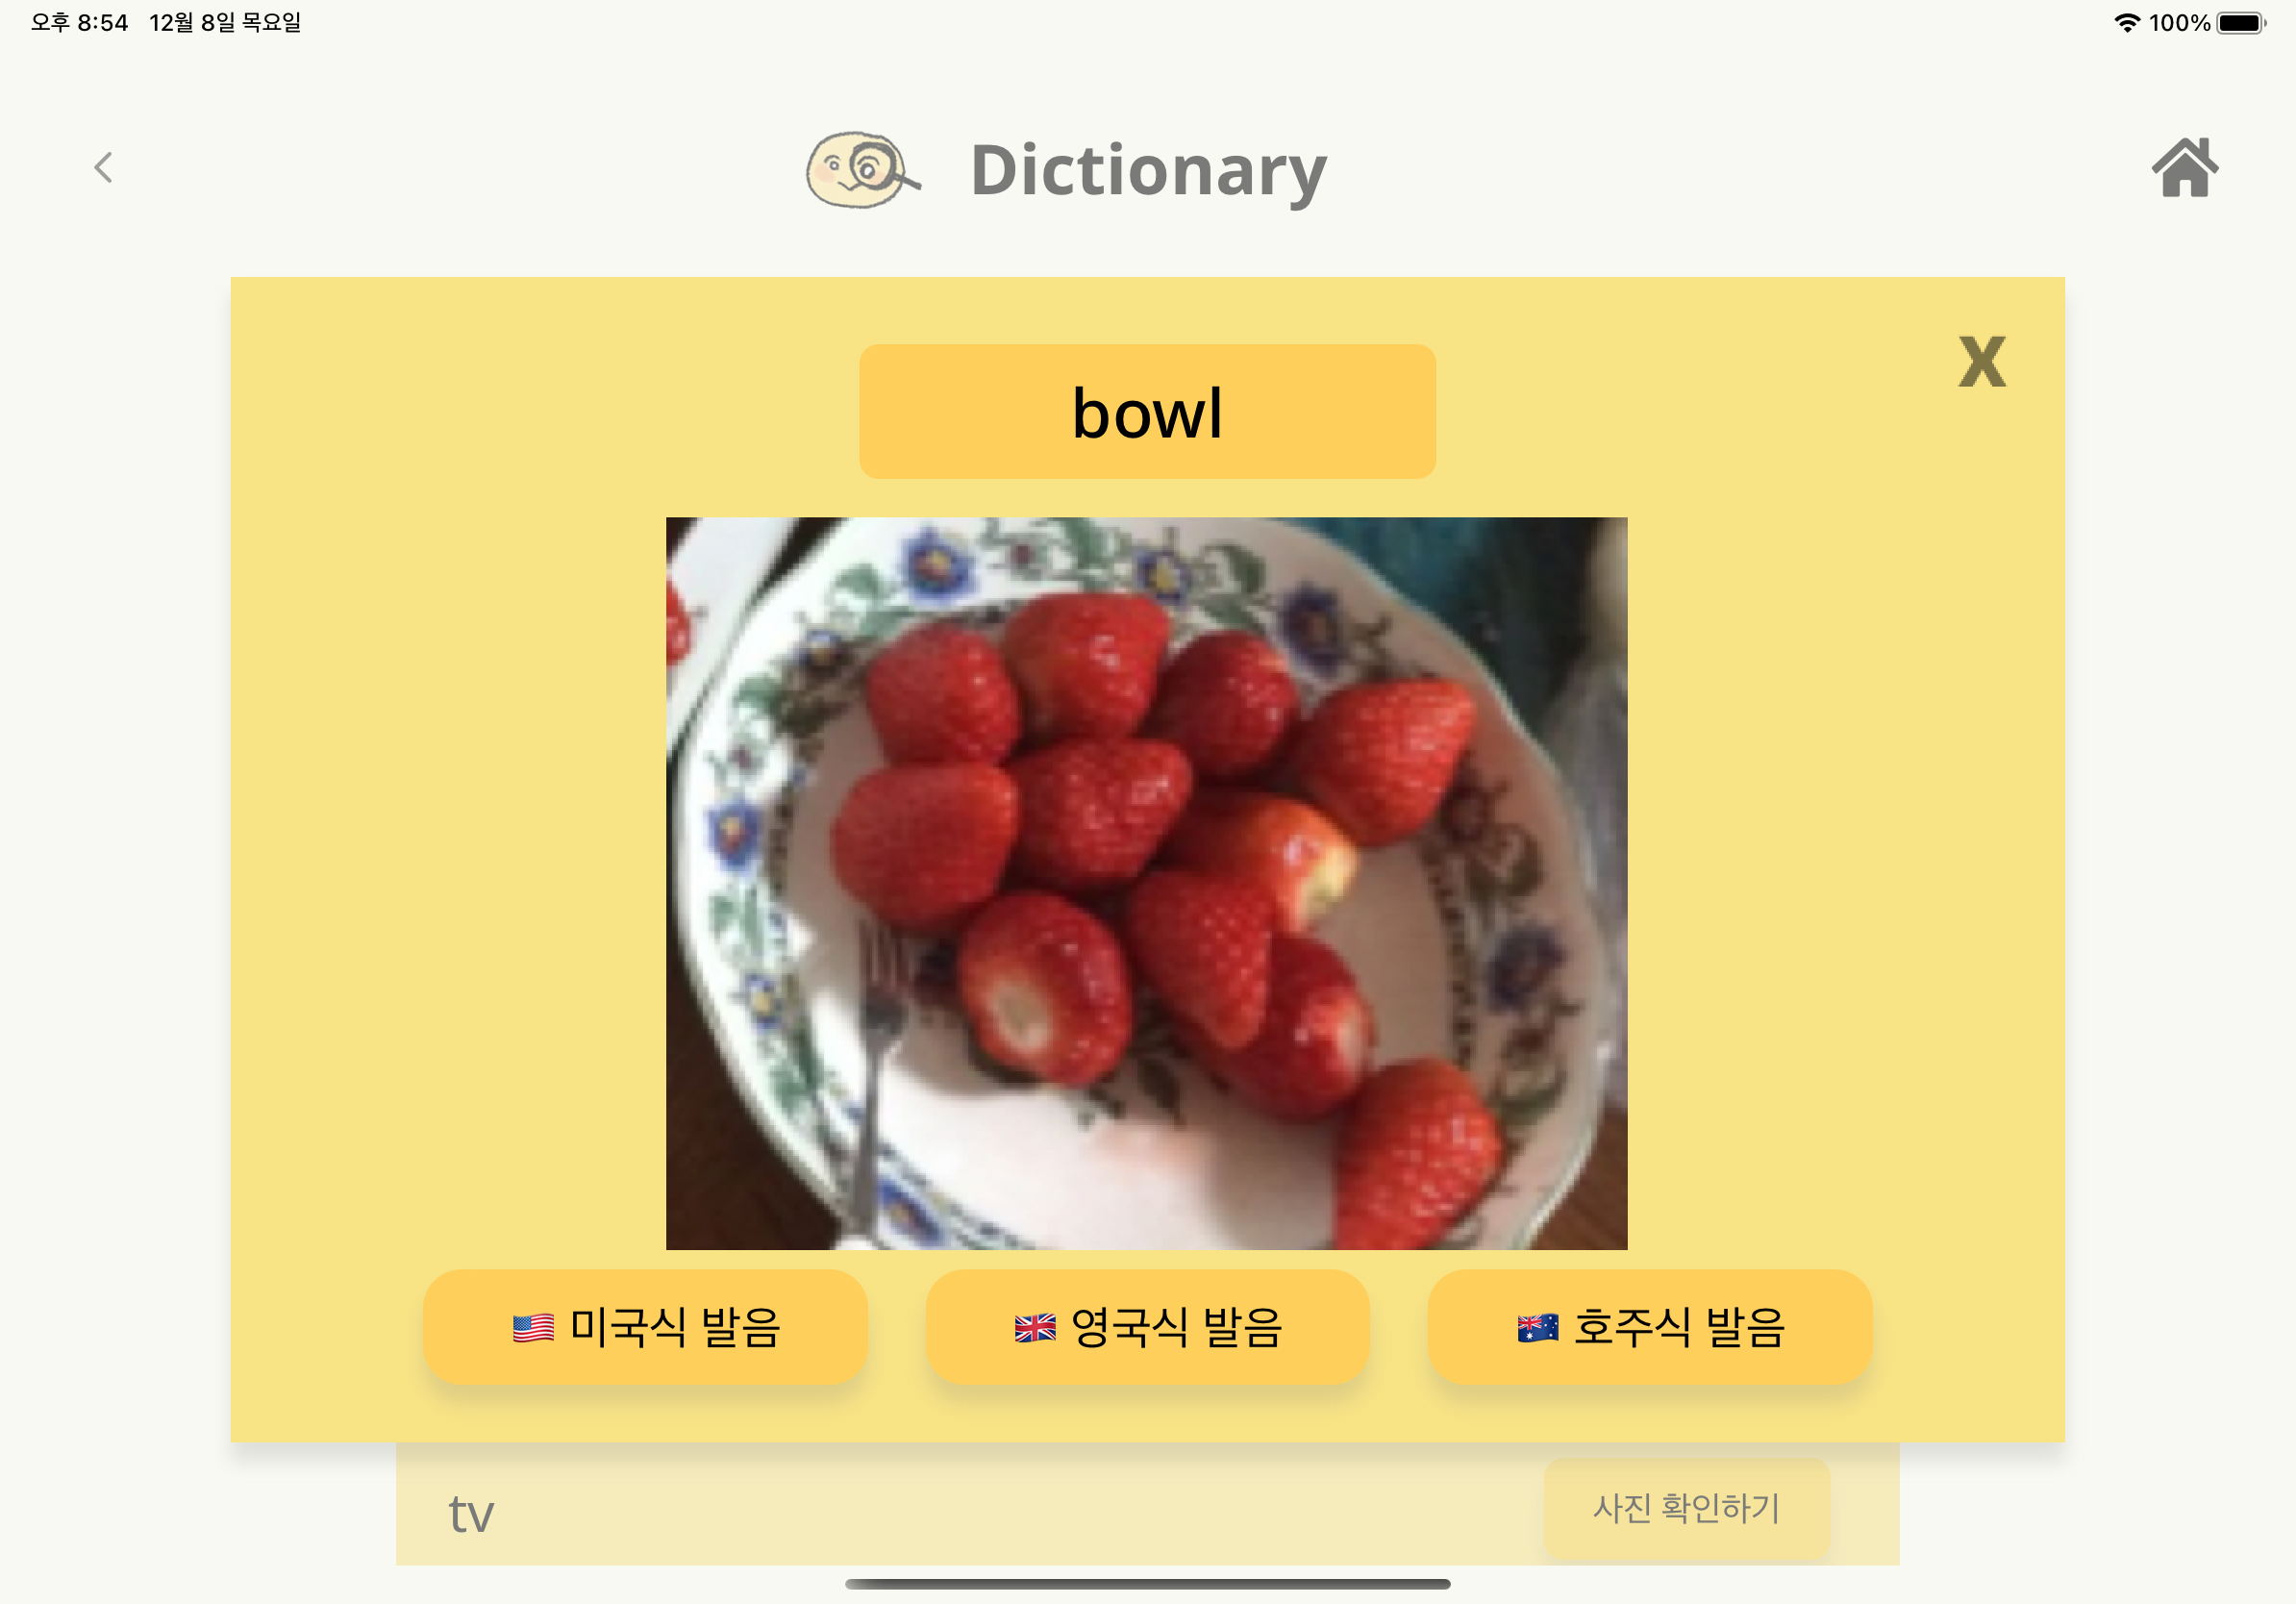 오후 8:54 12월 8일 목요일 100%
Dictionary
X
bowl
🇺🇸 미국식 발음
🇬🇧 영국식 발음
🇦🇺 호주식 발음
tv
사진 확인하기